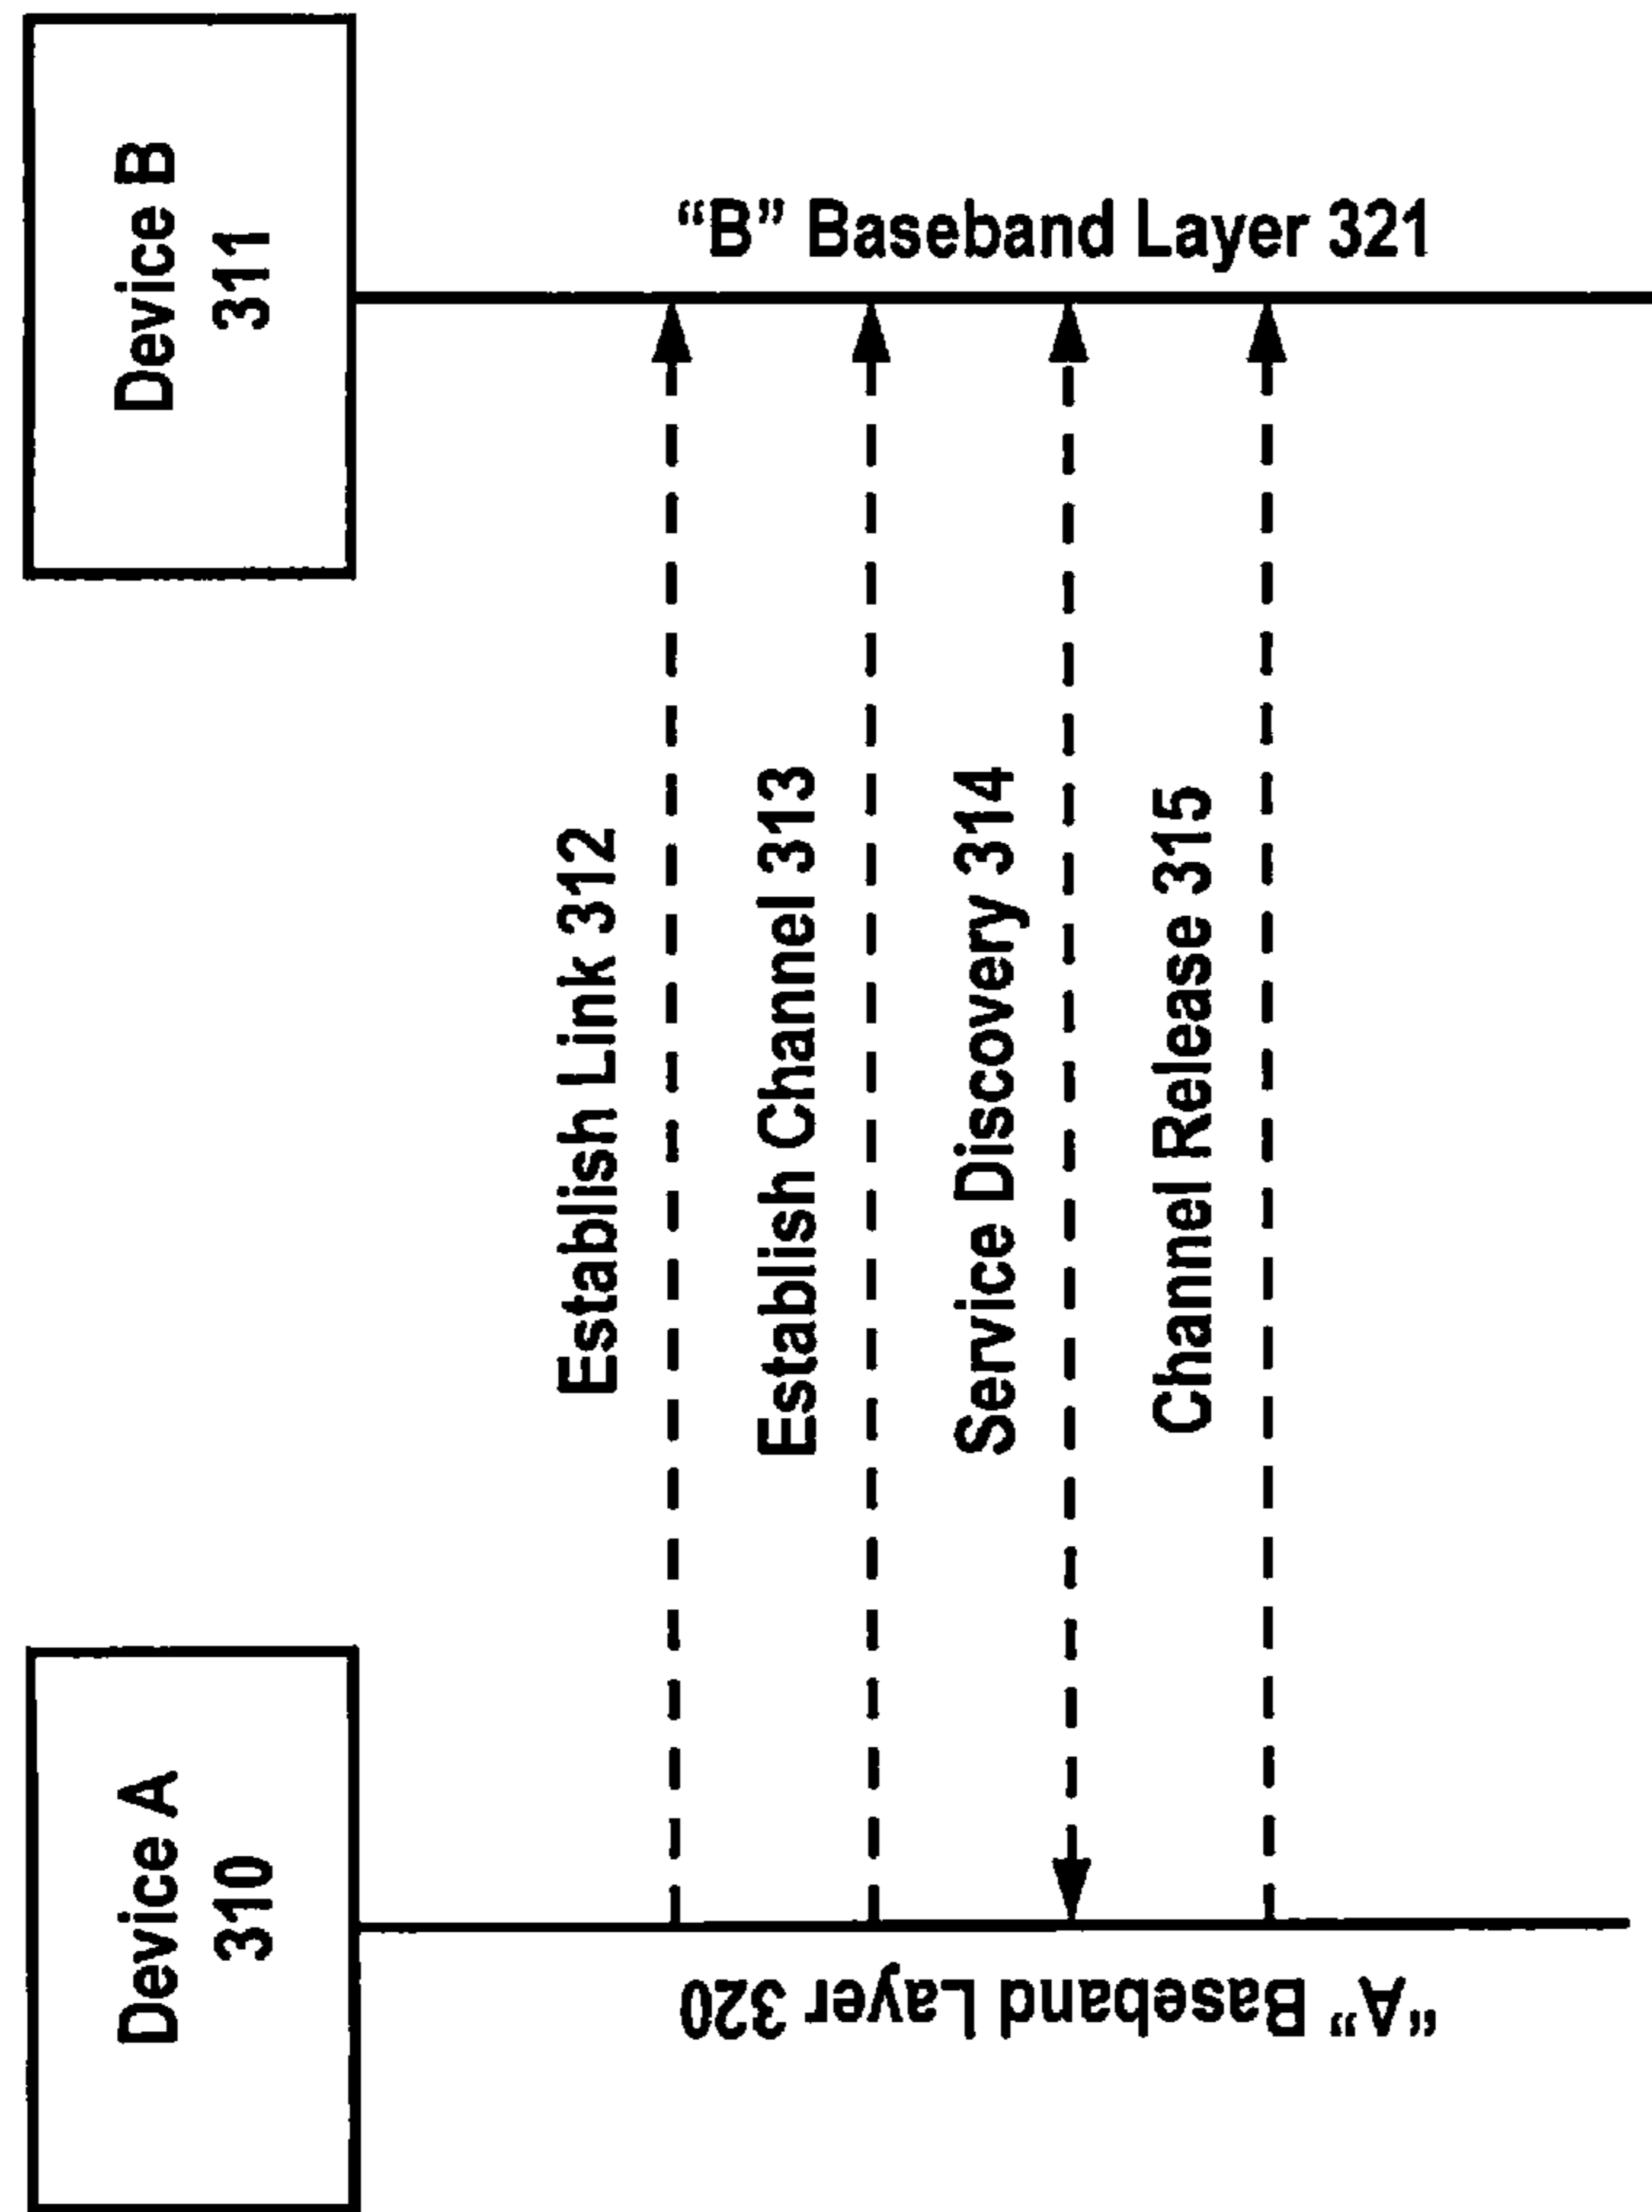 Device A
310
Device B
311
Establish Link 312
Establish Channel 313
Service Discovery 314
Channel Release 315
"A" Baseband Layer 320
“B” Baseband Layer 321